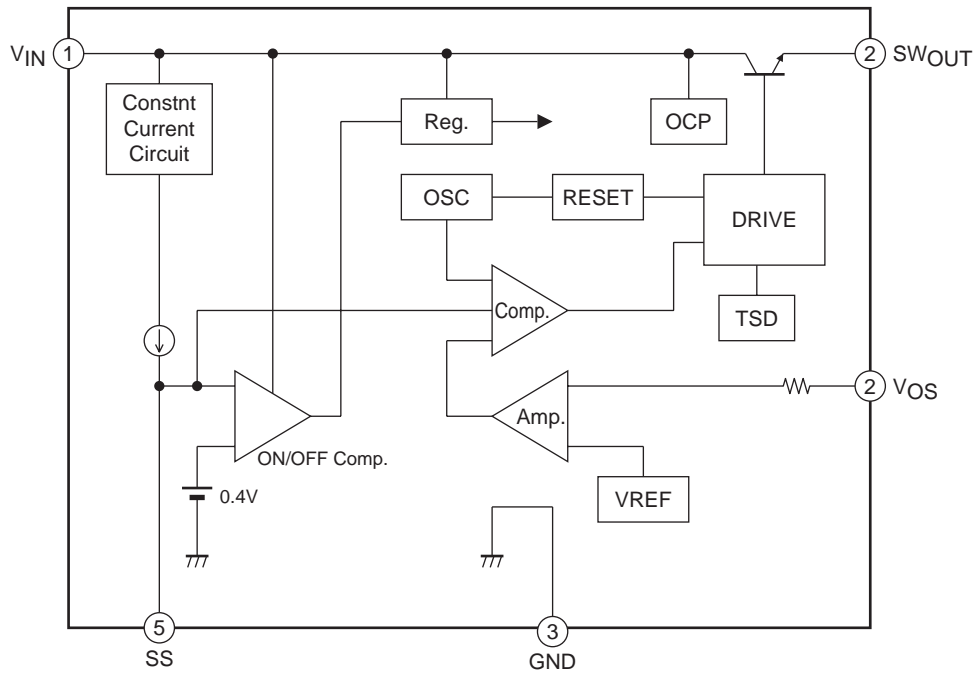 VIN
1
2
SWOUT
Constnt
Current
Circuit
Reg.
OCP
OSC
RESET
DRIVE
Comp.
TSD
2
VOS
Amp.
ON/OFF Comp.
0.4V
VREF
5
SS
3
GND